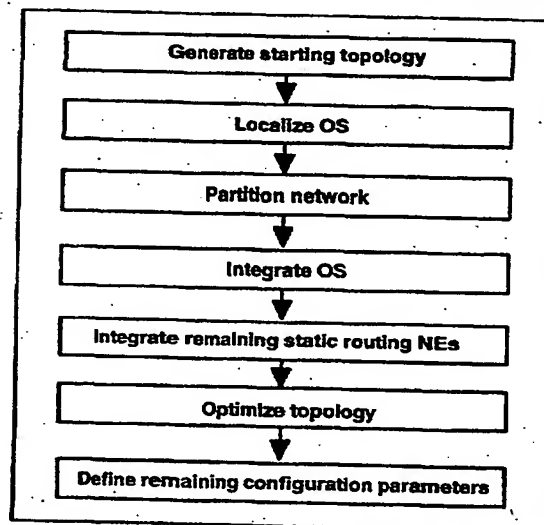 Generate starting topology
Localize OS
Partition network
Integrate OS
Integrate remaining static routing NEs
Optimize topology
Define remaining configuration parameters